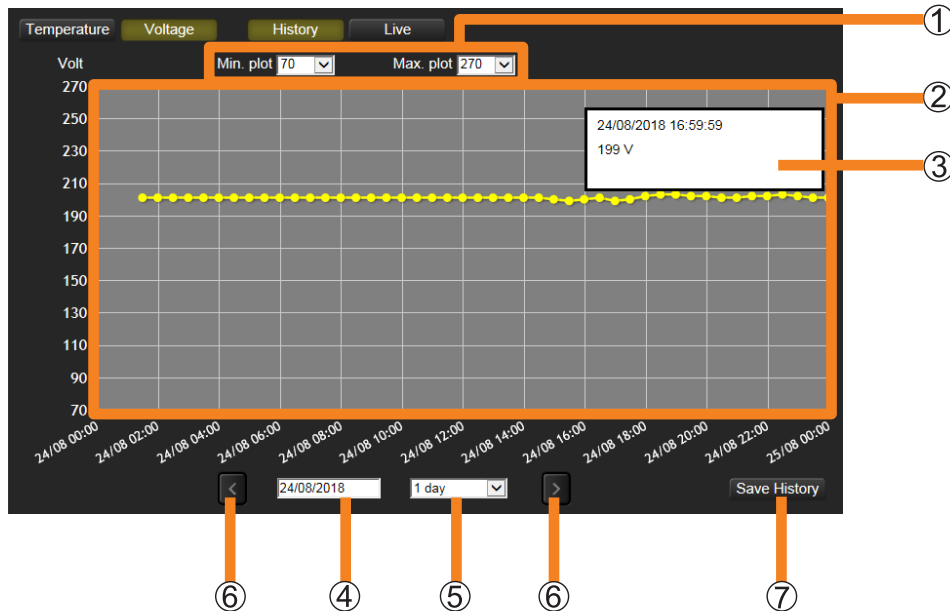 Temperature Voltage History Live
①
Volt Min. plot 70 Max. plot 270
270
②
250
24/08/2018 16:59:59
230
199 V
③
210
190
170
150
130
110
90
70
24/08 00:00 24/08 02:00 24/08 04:00 24/08 06:00 24/08 08:00 24/08 10:00 24/08 12:00 24/08 14:00 24/08 16:00 24/08 18:00 24/08 20:00 24/08 22:00 25/08 00:00
< 24/08/2018 1 day > Save History
⑥ ④ ⑤ ⑥ ⑦